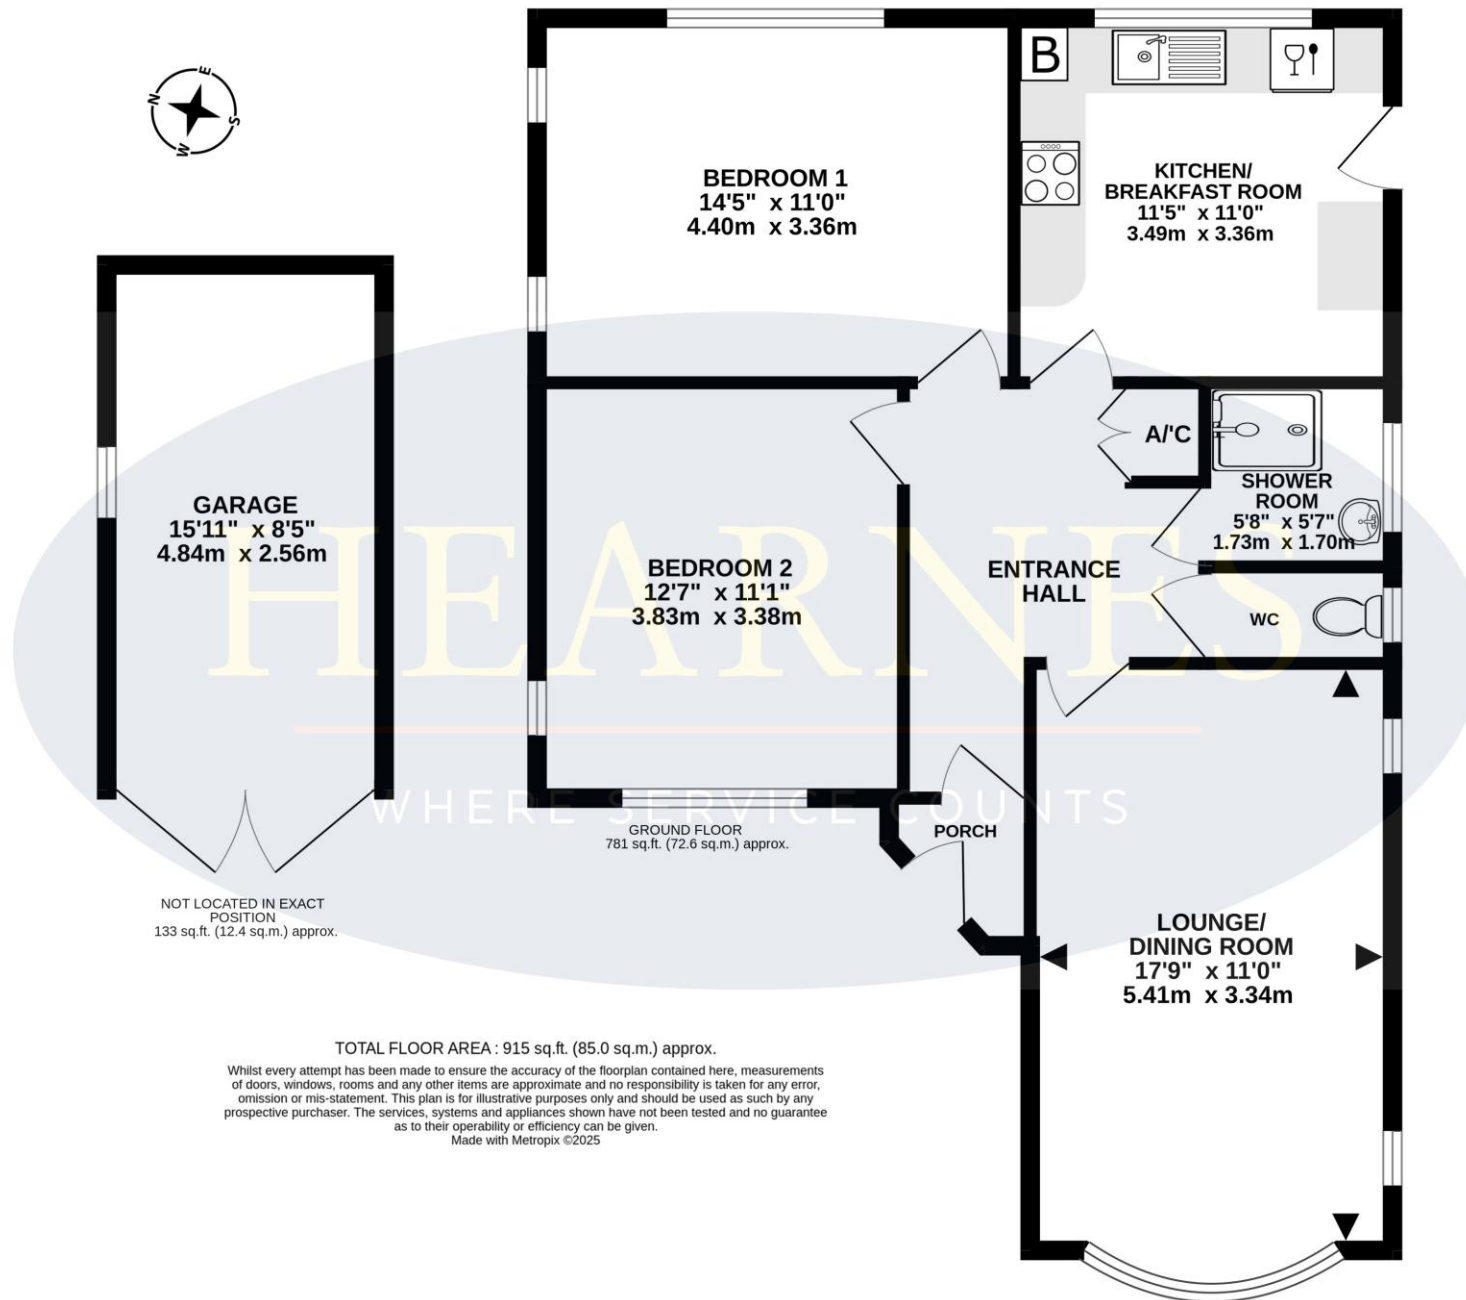 N
E
S
W
BEDROOM 1
14'5" x 11'0"
4.40m x 3.36m
B
KITCHEN/
BREAKFAST ROOM
11'5" x 11'0"
3.49m x 3.36m
GARAGE
15'11" x 8'5"
4.84m x 2.56m
A/'C
SHOWER
ROOM
5'8" x 5'7"
1.73m x 1.70m
BEDROOM 2
12'7" x 11'1"
3.83m x 3.38m
ENTRANCE
HALL
WC
HEARNES
WHERE SERVICE COUNTS
PORCH
GROUND FLOOR
781 sq.ft. (72.6 sq.m.) approx.
NOT LOCATED IN EXACT
POSITION
133 sq.ft. (12.4 sq.m.) approx.
LOUNGE/
DINING ROOM
17'9" x 11'0"
5.41m x 3.34m
TOTAL FLOOR AREA : 915 sq.ft. (85.0 sq.m.) approx.
Whilst every attempt has been made to ensure the accuracy of the floorplan contained here, measurements
of doors, windows, rooms and any other items are approximate and no responsibility is taken for any error,
omission or mis-statement. This plan is for illustrative purposes only and should be used as such by any
prospective purchaser. The services, systems and appliances shown have not been tested and no guarantee
as to their operability or efficiency can be given.
Made with Metropix ©2025